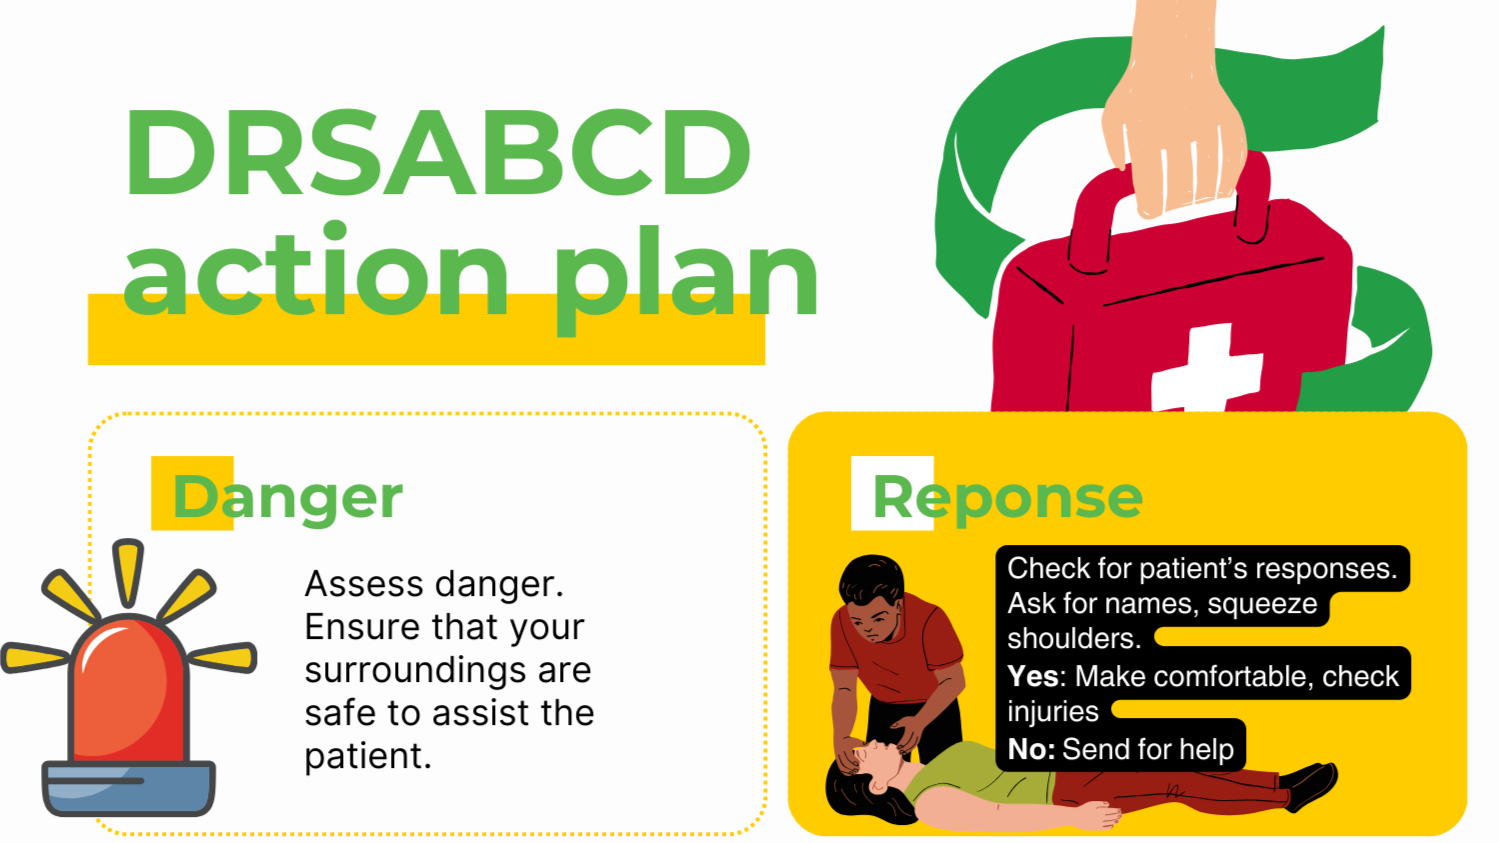 DRSABCD
action plan
Danger
Assess danger.
Ensure that your
surroundings are
safe to assist the
patient.
Reponse
Check for patient’s responses.
Ask for names, squeeze
shoulders.
Yes: Make comfortable, check
injuries
No: Send for help